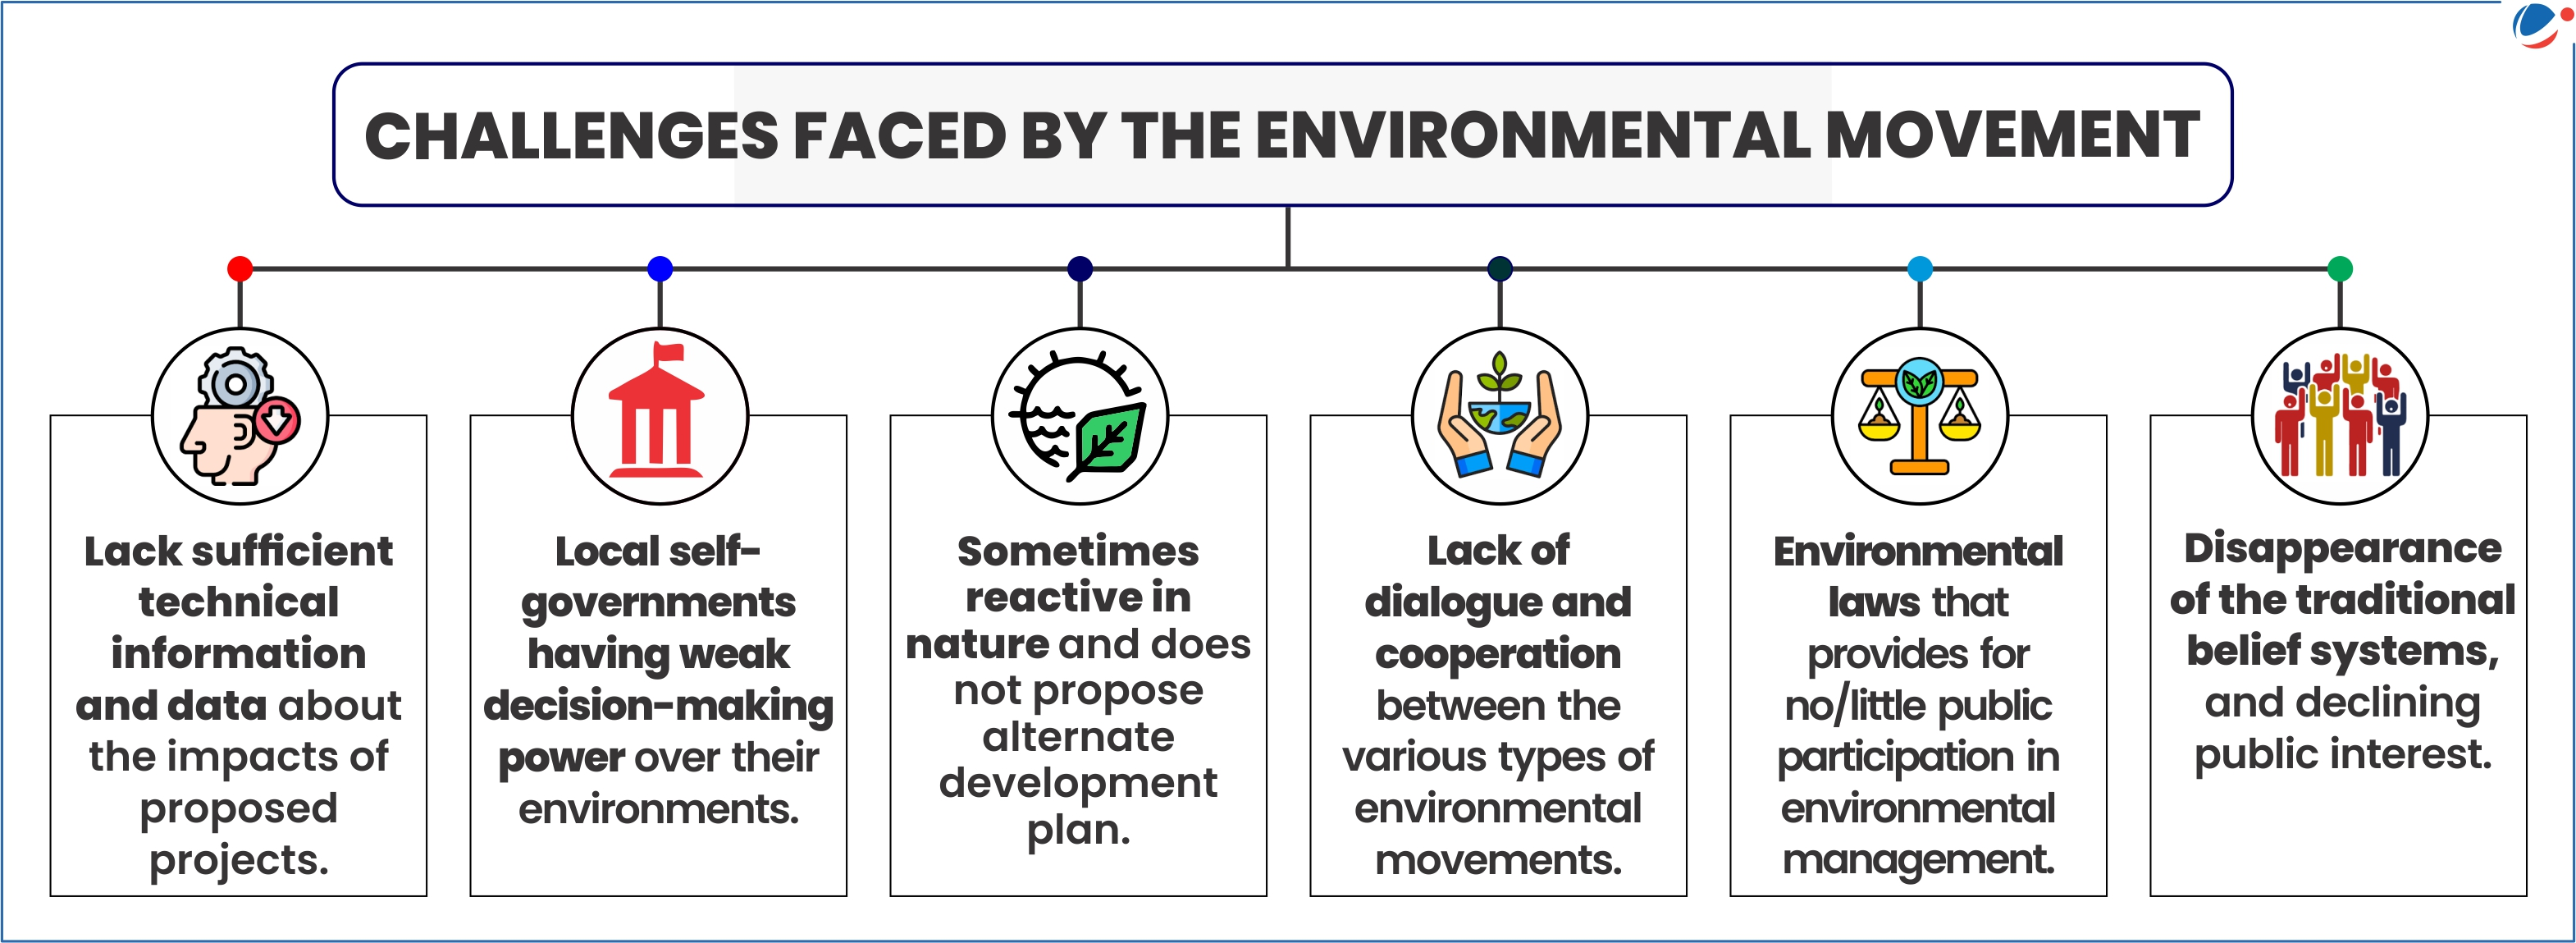 CHALLENGES FACED BY THE ENVIRONMENTAL MOVEMENT
Lack sufficient
technical
information
and data about
the impacts of
proposed
projects.
Local self-
governments
having weak
decision-making
power over their
environments.
Sometimes
reactive in
nature and does
not propose
alternate
development
plan.
Lack of
dialogue and
cooperation
between the
various types of
environmental
movements.
Environmental
laws that
provides for
no/little public
participation in
environmental
management.
Disappearance
of the traditional
belief systems,
and declining
public interest.